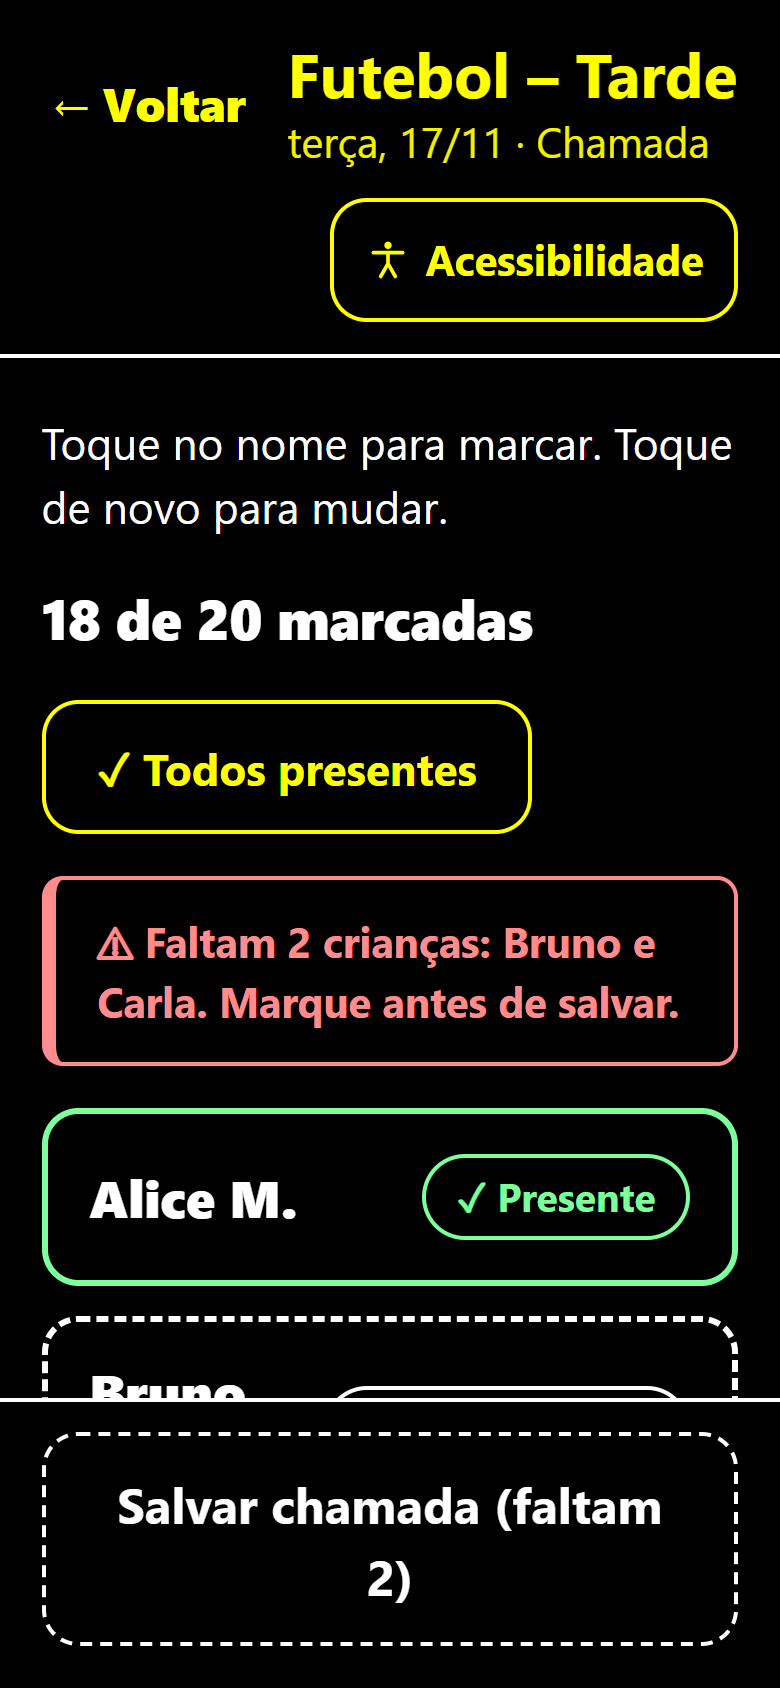 ← Voltar
Futebol – Tarde
terça, 17/11 · Chamada
Acessibilidade
Toque no nome para marcar. Toque
de novo para mudar.
18 de 20 marcadas
✓ Todos presentes
⚠ Faltam 2 crianças: Bruno e
Carla. Marque antes de salvar.
Alice M.
✓ Presente
Bruno
Salvar chamada (faltam
2)